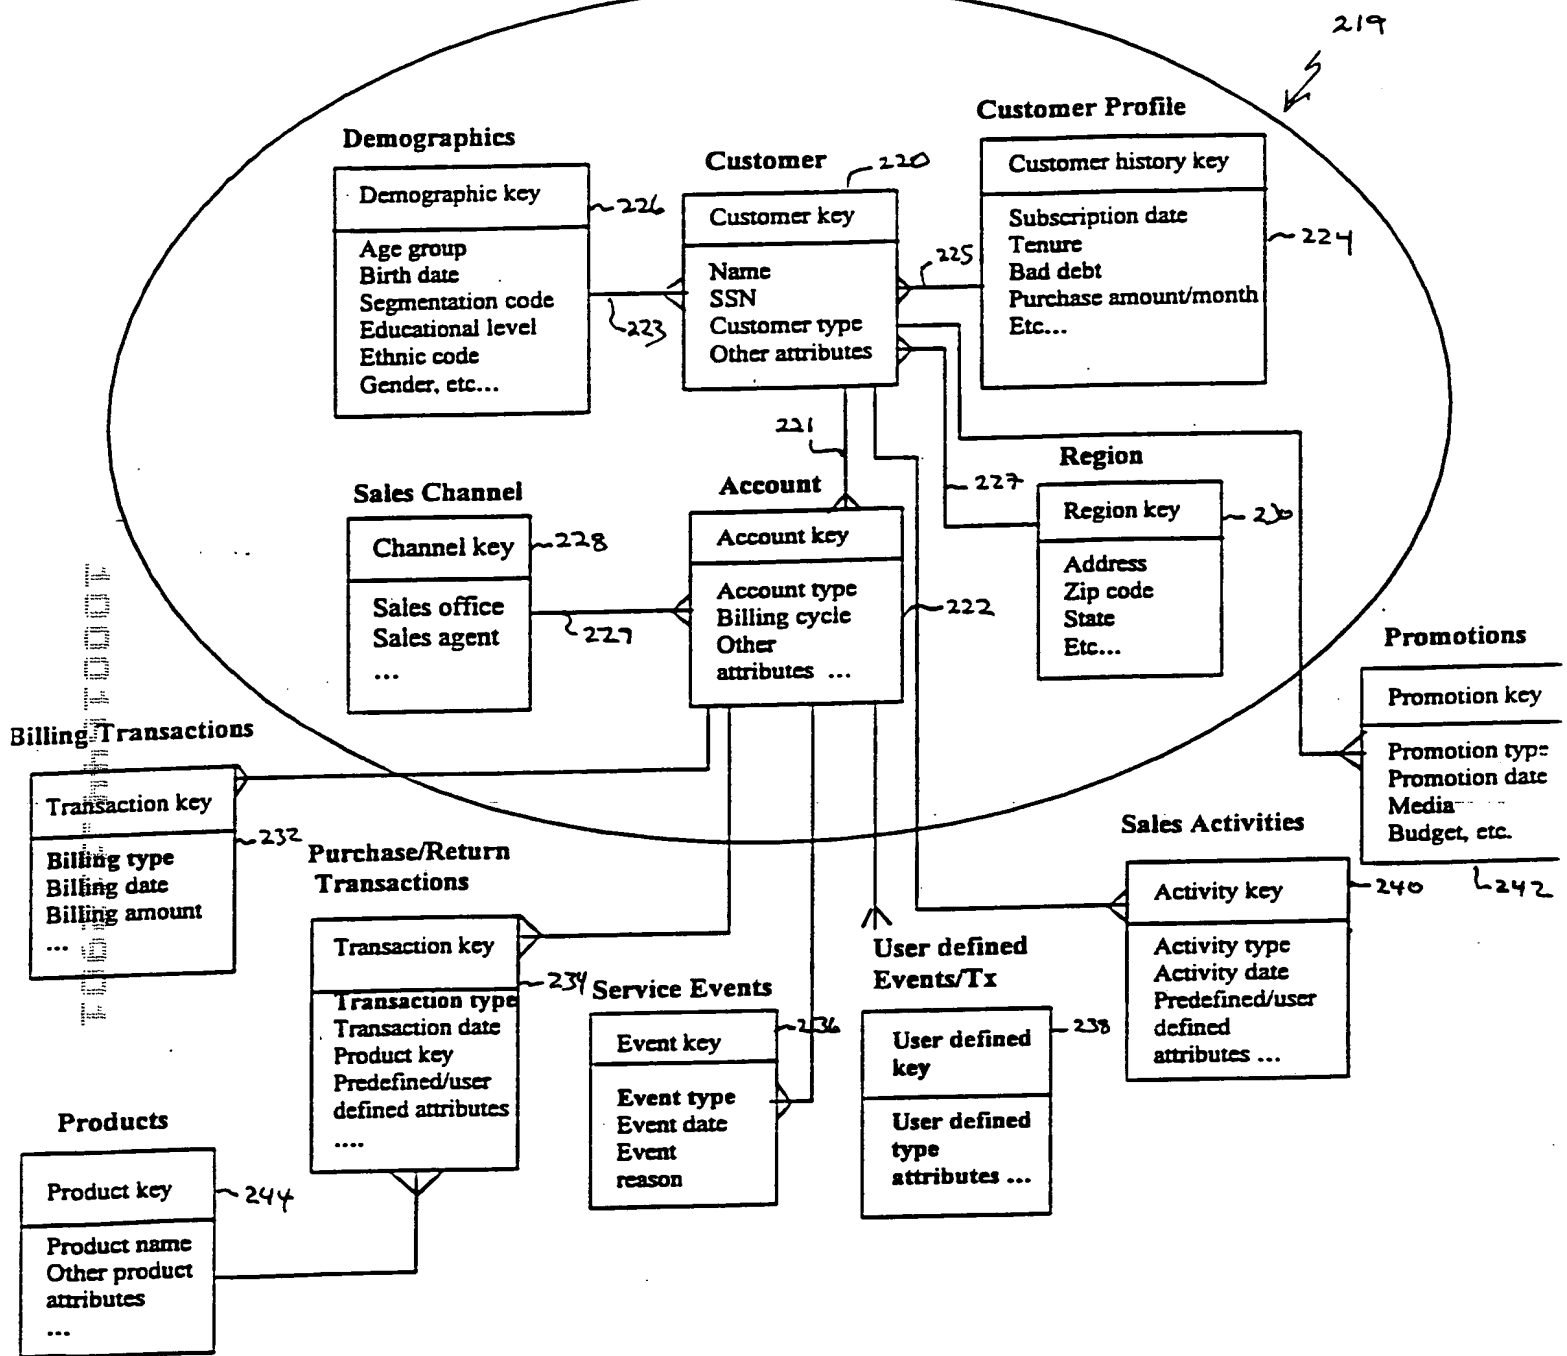 219
Customer Profile
Customer history key
Subscription date
Tenure
Bad debt
Purchase amount/month
Etc...
224
225
Demographics
Demographic key
226
Age group
Birth date
Segmentation code
Educational level
Ethnic code
Gender, etc...
223
Customer
220
Customer key
Name
SSN
Customer type
Other attributes
221
227
Region
Region key
230
Address
Zip code
State
Etc...
Sales Channel
Channel key
228
Sales office
Sales agent
...
229
Account
Account key
Account type
Billing cycle
Other
attributes ...
222
Promotions
Promotion key
Promotion type
Promotion date
Media
Budget, etc.
242
Billing Transactions
Transaction key
232
Billing type
Billing date
Billing amount
...
Purchase/Return
Transactions
Transaction key
234
Transaction type
Transaction date
Product key
Predefined/user
defined attributes
....
Service Events
Event key
236
Event type
Event date
Event
reason
User defined
Events/Tx
User defined
key
238
User defined
type
attributes ...
Sales Activities
Activity key
240
Activity type
Activity date
Predefined/user
defined
attributes ...
Products
Product key
244
Product name
Other product
attributes
...